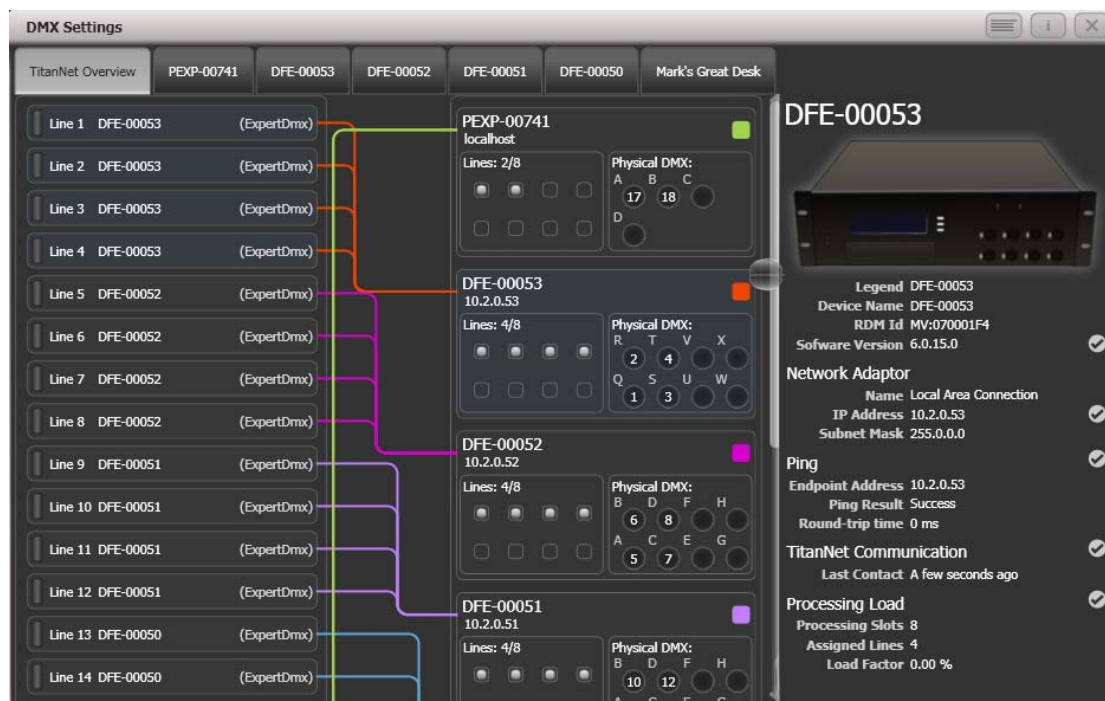 DMX Settings
i
TitanNet Overview PEXP-00741 DFE-00053 DFE-00052 DFE-00051 DFE-00050 Mark's Great Desk
Line 1 DFE-00053 (ExpertDmx)
Line 2 DFE-00053 (ExpertDmx)
Line 3 DFE-00053 (ExpertDmx)
Line 4 DFE-00053 (ExpertDmx)
Line 5 DFE-00052 (ExpertDmx)
Line 6 DFE-00052 (ExpertDmx)
Line 7 DFE-00052 (ExpertDmx)
Line 8 DFE-00052 (ExpertDmx)
Line 9 DFE-00051 (ExpertDmx)
Line 10 DFE-00051 (ExpertDmx)
Line 11 DFE-00051 (ExpertDmx)
Line 12 DFE-00051 (ExpertDmx)
Line 13 DFE-00050 (ExpertDmx)
Line 14 DFE-00050 (ExpertDmx)
PEXP-00741
localhost
Lines: 2/8 Physical DMX:
A B C
17 18
D
DFE-00053
10.2.0.53
Lines: 4/8 Physical DMX:
R T V X
2 4
Q S U W
1 3
DFE-00052
10.2.0.52
Lines: 4/8 Physical DMX:
B D F H
6 8
A C E G
5 7
DFE-00051
10.2.0.51
Lines: 4/8 Physical DMX:
B D F H
10 12
A C E G
DFE-00053
Legend DFE-00053
Device Name DFE-00053
RDM Id MV:070001F4
Sofware Version 6.0.15.0
Network Adaptor
Name Local Area Connection
IP Address 10.2.0.53
Subnet Mask 255.0.0.0
Ping
Endpoint Address 10.2.0.53
Ping Result Success
Round-trip time 0 ms
TitanNet Communication
Last Contact A few seconds ago
Processing Load
Processing Slots 8
Assigned Lines 4
Load Factor 0.00 %